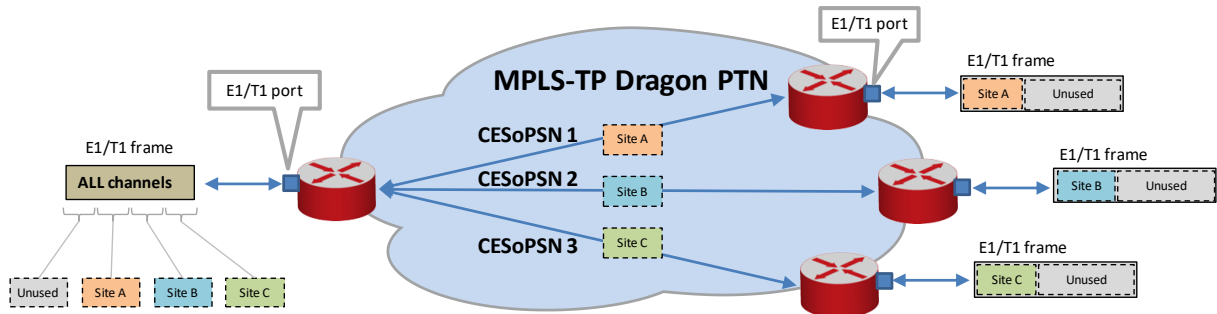 E1/T1 port
E1/T1 port
E1/T1 frame
MPLS-TP Dragon PTN
Site A
Unused
CESoPSN 1
Site A
E1/T1 frame
E1/T1 frame
ALL channels
CESoPSN 2
Site B
Site B
Unused
CESoPSN 3
Site C
E1/T1 frame
Unused
Site A
Site B
Site C
Site C
Unused